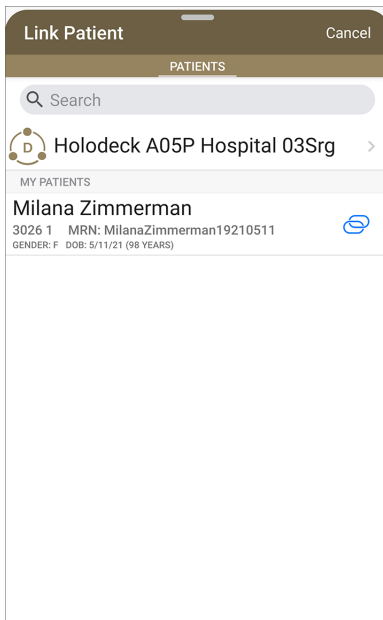 Link Patient Cancel
PATIENTS
Search
D Holodeck A05P Hospital 03Srg
MY PATIENTS
Milana Zimmerman
3026 1 MRN: MilanaZimmerman19210511
GENDER: F DOB: 5/11/21 (98 YEARS)